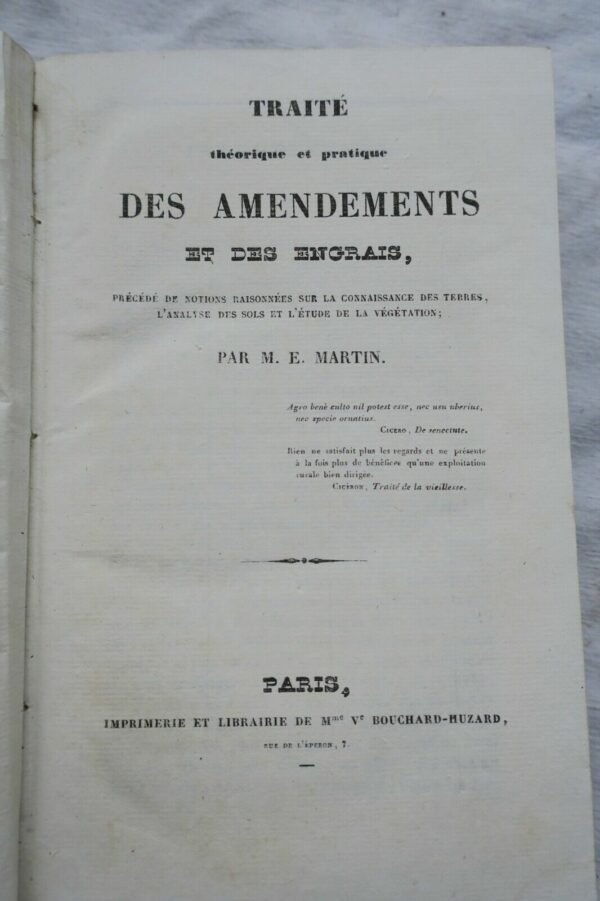 TRAITÉ
théorique et pratique
DES AMENDEMENTS
ET DES ENGRAIS,
PRÉCÉDÉ DE NOTIONS RAISONNÉES SUR LA CONNAISSANCE DES TERRES,
L'ANALYSE DES SOLS ET L'ÉTUDE DE LA VÉGÉTATION;
PAR M. E. MARTIN.
Agro benè culto nil potest esse, nec usu uberius,
nec specie ornatius.
CICERO, De senectute.
Rien ne satisfait plus les regards et ne présente
à la fois plus de bénéfices qu'une exploitation
rurale bien dirigée.
CICÉRON, Traité de la vieillesse.
PARIS,
IMPRIMERIE ET LIBRAIRIE DE Mme Ve BOUCHARD-HUZARD,
RUE DE L'ÉPERON, 7.